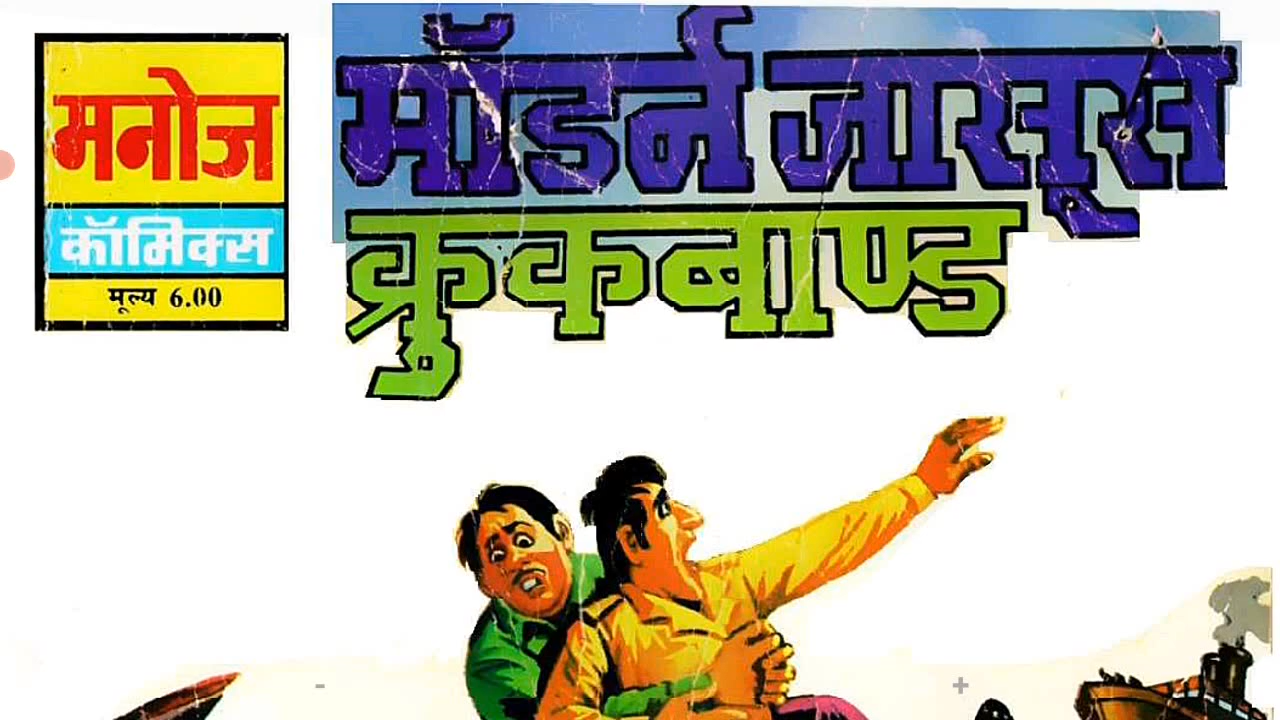 मनोज
कॉमिक्स
मूल्य 6.00
मॉडर्न जासूस
क्रुकबाण्ड
-
+